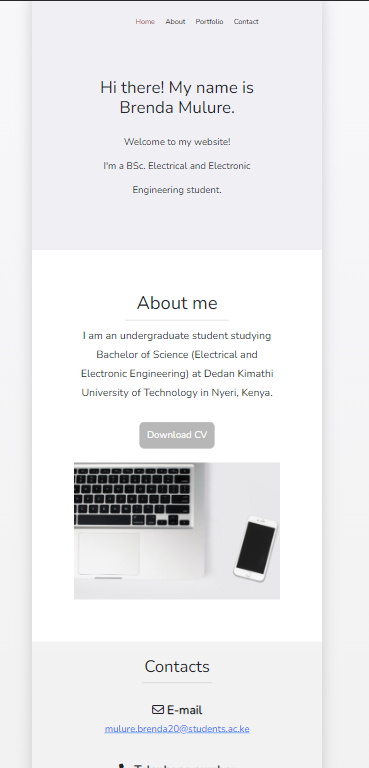 Home About Portfolio Contact
Hi there! My name is
Brenda Mulure.
Welcome to my website!
I'm a BSc. Electrical and Electronic
Engineering student.
About me
I am an undergraduate student studying
Bachelor of Science (Electrical and
Electronic Engineering) at Dedan Kimathi
University of Technology in Nyeri, Kenya.
Download CV
Contacts
E-mail
mulure.brenda20@students.ac.ke